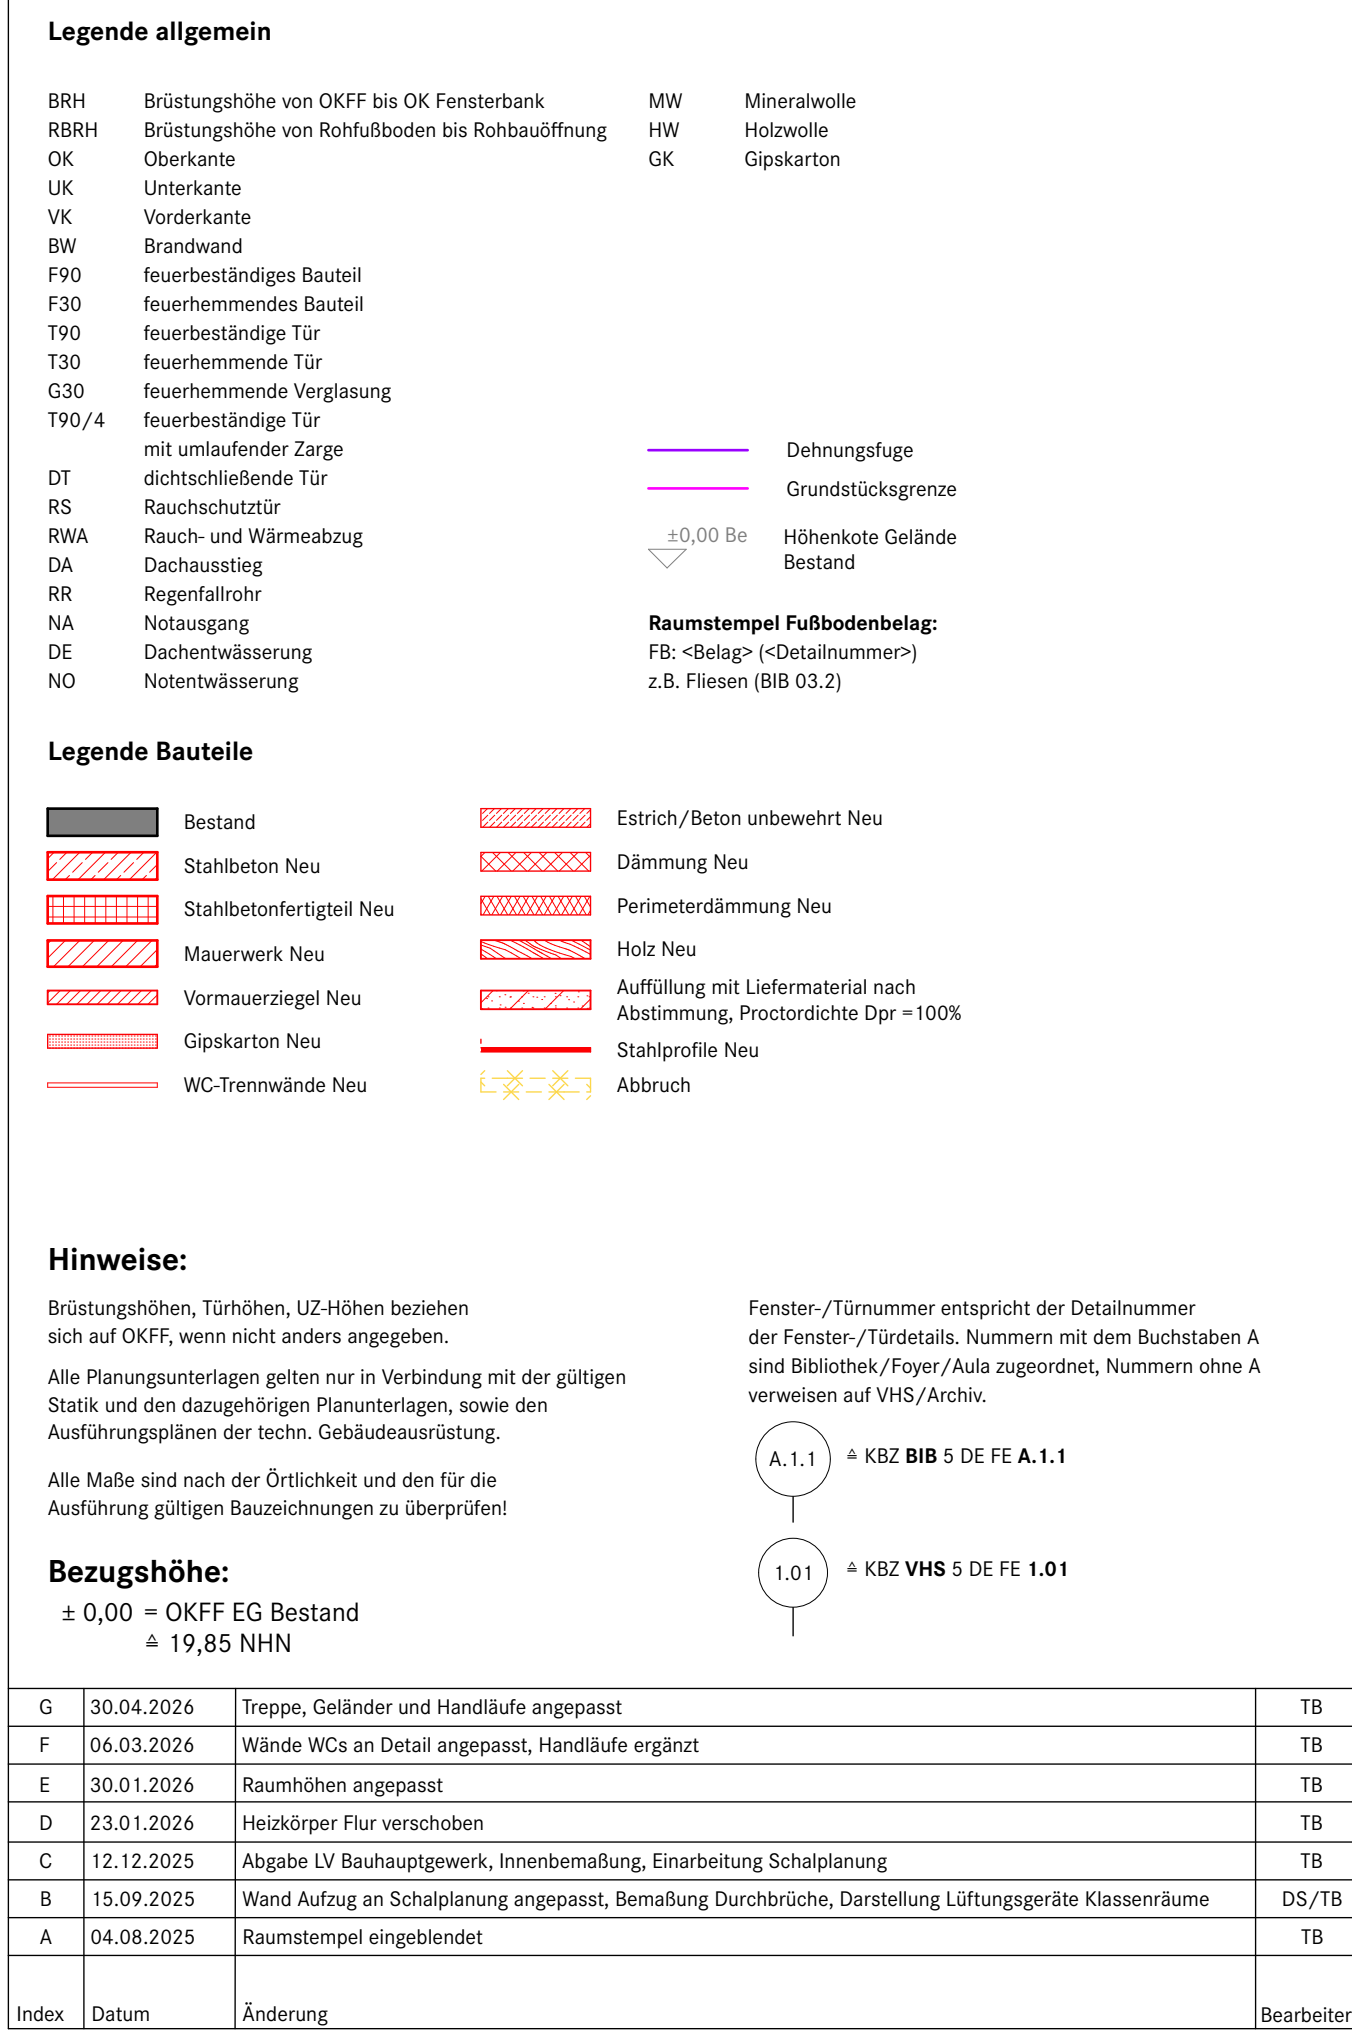 Legende allgemein
BRH Brüstungshöhe von OKFF bis OK Fensterbank
RBRH Brüstungshöhe von Rohfußboden bis Rohbauöffnung
OK Oberkante
UK Unterkante
VK Vorderkante
BW Brandwand
F90 feuerbeständiges Bauteil
F30 feuerhemmendes Bauteil
T90 feuerbeständige Tür
T30 feuerhemmende Tür
G30 feuerhemmende Verglasung
T90/4 feuerbeständige Tür
mit umlaufender Zarge
DT dichtschließende Tür
RS Rauchschutztür
RWA Rauch- und Wärmeabzug
DA Dachausstieg
RR Regenfallrohr
NA Notausgang
DE Dachentwässerung
NO Notentwässerung
MW Mineralwolle
HW Holzwolle
GK Gipskarton
Dehnungsfuge
Grundstücksgrenze
±0,00 Be Höhenkote Gelände
Bestand
Raumstempel Fußbodenbelag:
FB: <Belag> (<Detailnummer>)
z.B. Fliesen (BIB 03.2)
Legende Bauteile
Bestand
Stahlbeton Neu
Stahlbetonfertigteil Neu
Mauerwerk Neu
Vormauerziegel Neu
Gipskarton Neu
WC-Trennwände Neu
Estrich/Beton unbewehrt Neu
Dämmung Neu
Perimeterdämmung Neu
Holz Neu
Auffüllung mit Liefermaterial nach
Abstimmung, Proctordichte Dpr =100%
Stahlprofile Neu
Abbruch
Hinweise:
Brüstungshöhen, Türhöhen, UZ-Höhen beziehen
sich auf OKFF, wenn nicht anders angegeben.
Alle Planungsunterlagen gelten nur in Verbindung mit der gültigen
Statik und den dazugehörigen Planunterlagen, sowie den
Ausführungsplänen der techn. Gebäudeausrüstung.
Alle Maße sind nach der Örtlichkeit und den für die
Ausführung gültigen Bauzeichnungen zu überprüfen!
Fenster-/Türnummer entspricht der Detailnummer
der Fenster-/Türdetails. Nummern mit dem Buchstaben A
sind Bibliothek/Foyer/Aula zugeordnet, Nummern ohne A
verweisen auf VHS/Archiv.
A.1.1 ≙ KBZ BIB 5 DE FE A.1.1
1.01 ≙ KBZ VHS 5 DE FE 1.01
Bezugshöhe:
± 0,00 = OKFF EG Bestand
≙ 19,85 NHN
G 30.04.2026 Treppe, Geländer und Handläufe angepasst TB
F 06.03.2026 Wände WCs an Detail angepasst, Handläufe ergänzt TB
E 30.01.2026 Raumhöhen angepasst TB
D 23.01.2026 Heizkörper Flur verschoben TB
C 12.12.2025 Abgabe LV Bauhauptgewerk, Innenbemaßung, Einarbeitung Schalplanung TB
B 15.09.2025 Wand Aufzug an Schalplanung angepasst, Bemaßung Durchbrüche, Darstellung Lüftungsgeräte Klassenräume DS/TB
A 04.08.2025 Raumstempel eingeblendet TB
Index Datum Änderung Bearbeiter